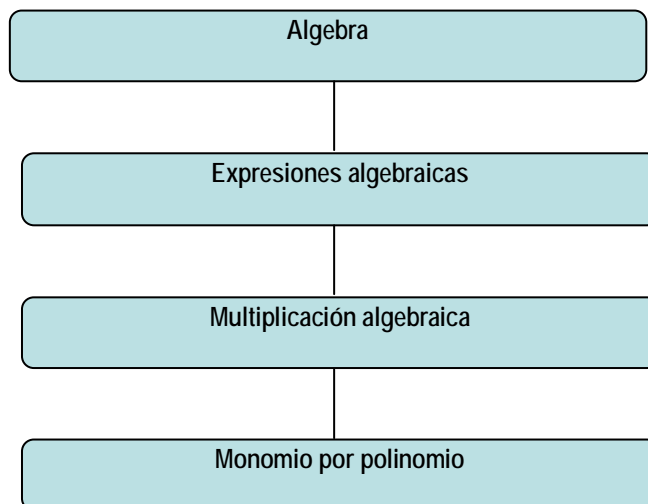 Algebra
Expresiones algebraicas
Multiplicación algebraica
Monomio por polinomio